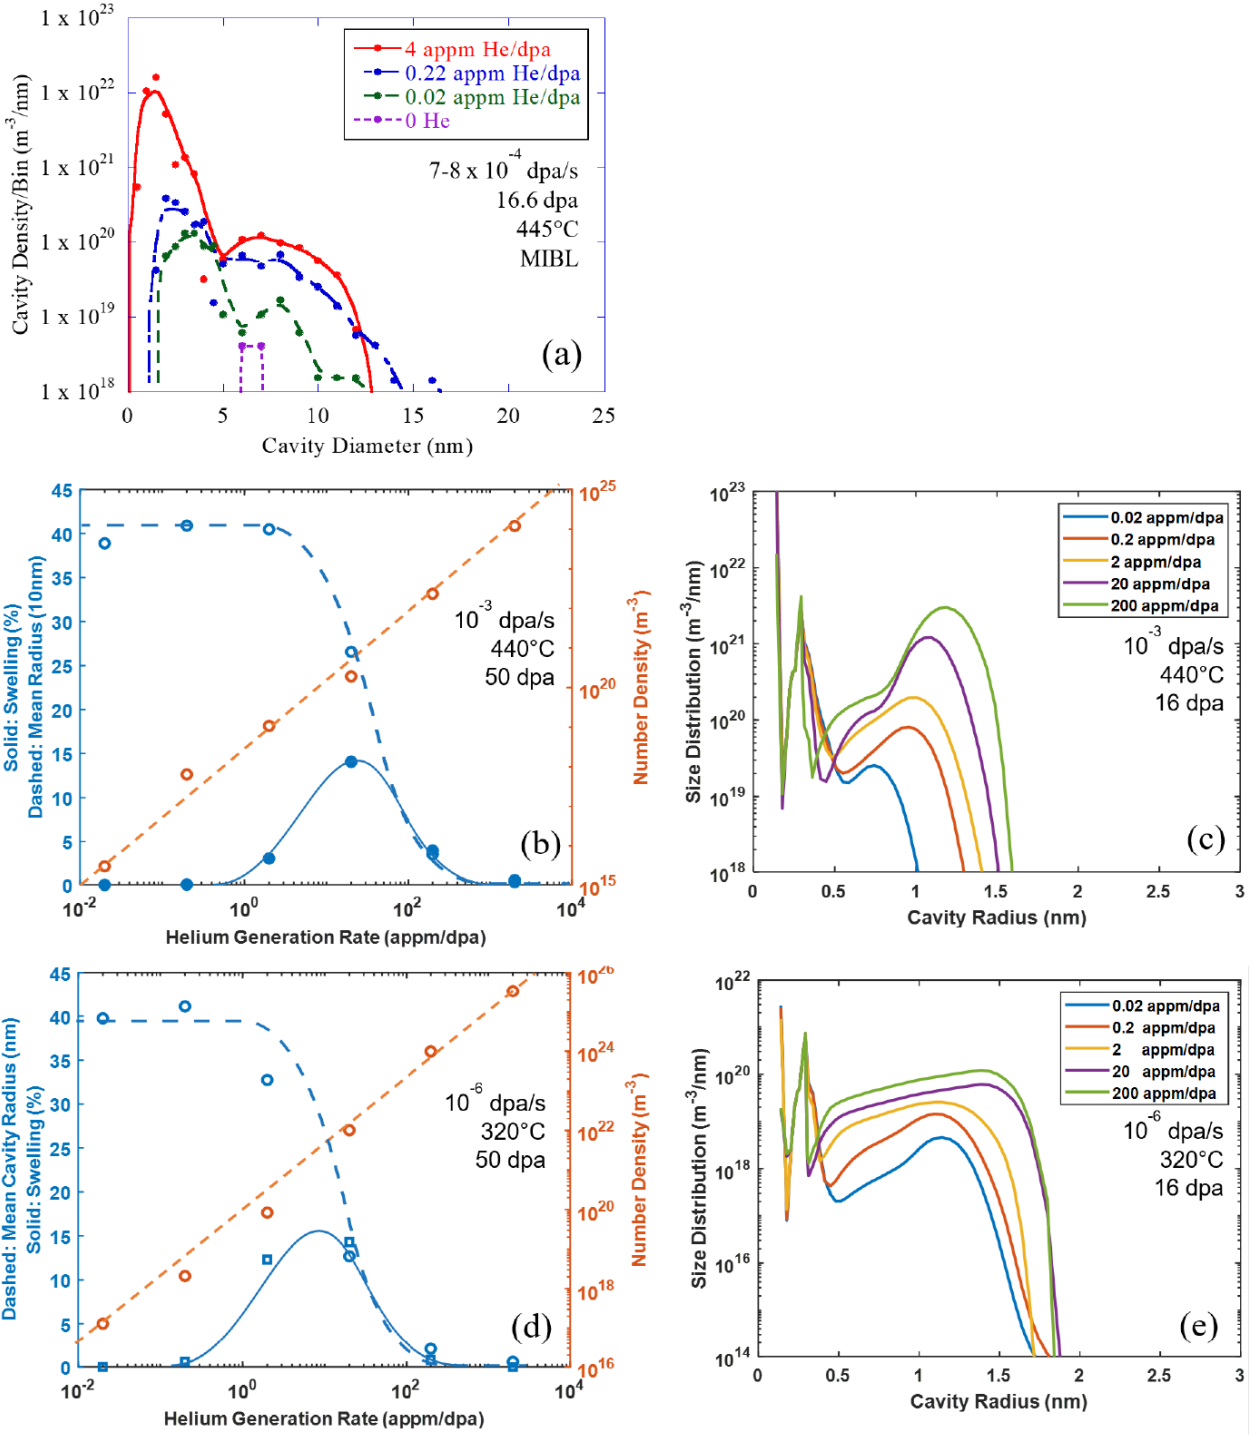 1 x 10^23
1 x 10^22
1 x 10^21
1 x 10^20
1 x 10^19
1 x 10^18
Cavity Density/Bin (m^-3/nm)
4 appm He/dpa
0.22 appm He/dpa
0.02 appm He/dpa
0 He
7-8 x 10^-4 dpa/s
16.6 dpa
445°C
MIBL
(a)
0 5 10 15 20 25
Cavity Diameter (nm)
45
40
35
30
25
20
15
10
5
0
Solid: Swelling (%)
Dashed: Mean Radius (10nm)
10^25
10^20
10^15
Number Density (m^-3)
10^-3 dpa/s
440°C
50 dpa
(b)
10^-2 10^0 10^2 10^4
Helium Generation Rate (appm/dpa)
10^23
10^22
10^21
10^20
10^19
10^18
Size Distribution (m^-3/nm)
0.02 appm/dpa
0.2 appm/dpa
2 appm/dpa
20 appm/dpa
200 appm/dpa
10^-3 dpa/s
440°C
16 dpa
(c)
0 0.5 1 1.5 2 2.5 3
Cavity Radius (nm)
45
40
35
30
25
20
15
10
5
0
Dashed: Mean Cavity Radius (nm)
Solid: Swelling (%)
10^26
10^24
10^22
10^20
10^18
10^16
Number Density (m^-3)
10^-6 dpa/s
320°C
50 dpa
(d)
10^-2 10^0 10^2 10^4
Helium Generation Rate (appm/dpa)
10^22
10^20
10^18
10^16
10^14
Size Distribution (m^-3/nm)
0.02 appm/dpa
0.2 appm/dpa
2 appm/dpa
20 appm/dpa
200 appm/dpa
10^-6 dpa/s
320°C
16 dpa
(e)
0 0.5 1 1.5 2 2.5 3
Cavity Radius (nm)